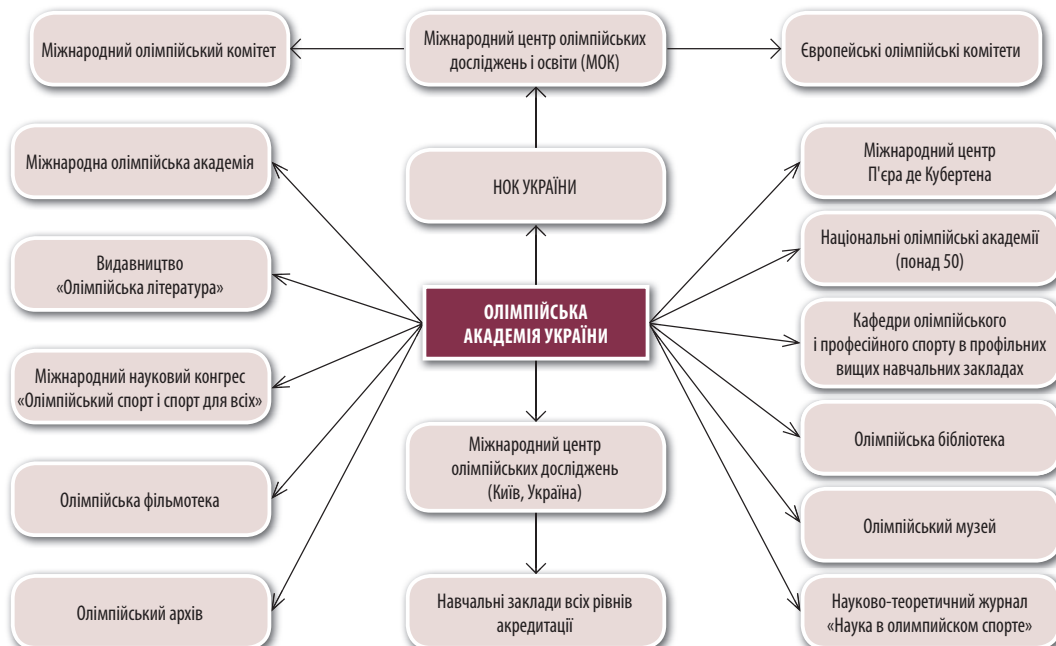 Міжнародний олімпійський комітет
Міжнародний центр олімпійських
досліджень і освіти (МОК)
Європейські олімпійські комітети
Міжнародна олімпійська академія
НОК УКРАЇНИ
Міжнародний центр
П'єра де Кубертена
Видавництво
«Олімпійська література»
Національні олімпійські академії
(понад 50)
ОЛІМПІЙСЬКА
АКАДЕМІЯ УКРАЇНИ
Кафедри олімпійського
і професійного спорту в профільних
вищих навчальних закладах
Міжнародний науковий конгрес
«Олімпійський спорт і спорт для всіх»
Міжнародний центр
олімпійських досліджень
(Київ, Україна)
Олімпійська бібліотека
Олімпійська фільмотека
Олімпійський музей
Олімпійський архів
Навчальні заклади всіх рівнів
акредитації
Науково-теоретичний журнал
«Наука в олимпийском спорте»